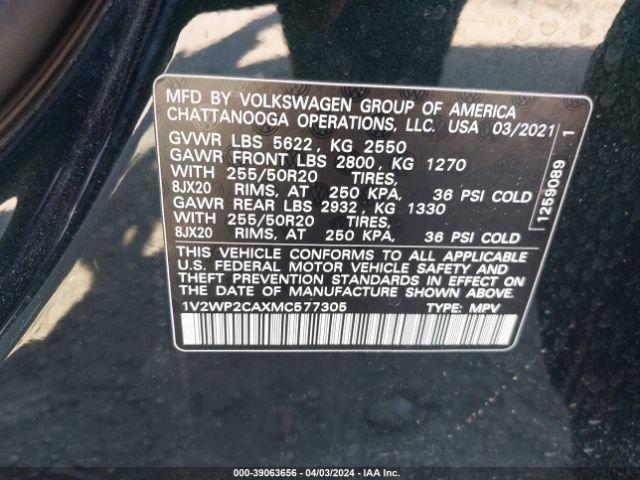 MFD BY VOLKSWAGEN GROUP OF AMERICA
CHATTANOOGA OPERATIONS, LLC. USA 03/2021
GVWR LBS 5622, KG 2550
GAWR FRONT LBS 2800, KG 1270
WITH 255/50R20 TIRES,
8JX20 RIMS, AT 250 KPA, 36 PSI COLD
GAWR REAR LBS 2932, KG 1330
WITH 255/50R20 TIRES,
8JX20 RIMS, AT 250 KPA, 36 PSI COLD
THIS VEHICLE CONFORMS TO ALL APPLICABLE
U.S. FEDERAL MOTOR VEHICLE SAFETY AND
THEFT PREVENTION STANDARDS IN EFFECT ON
THE DATE OF MANUFACTURE SHOWN ABOVE.
1V2WP2CAXMC577305 TYPE: MPV
1259089 1
000-39063656 - 04/03/2024 - IAA Inc.